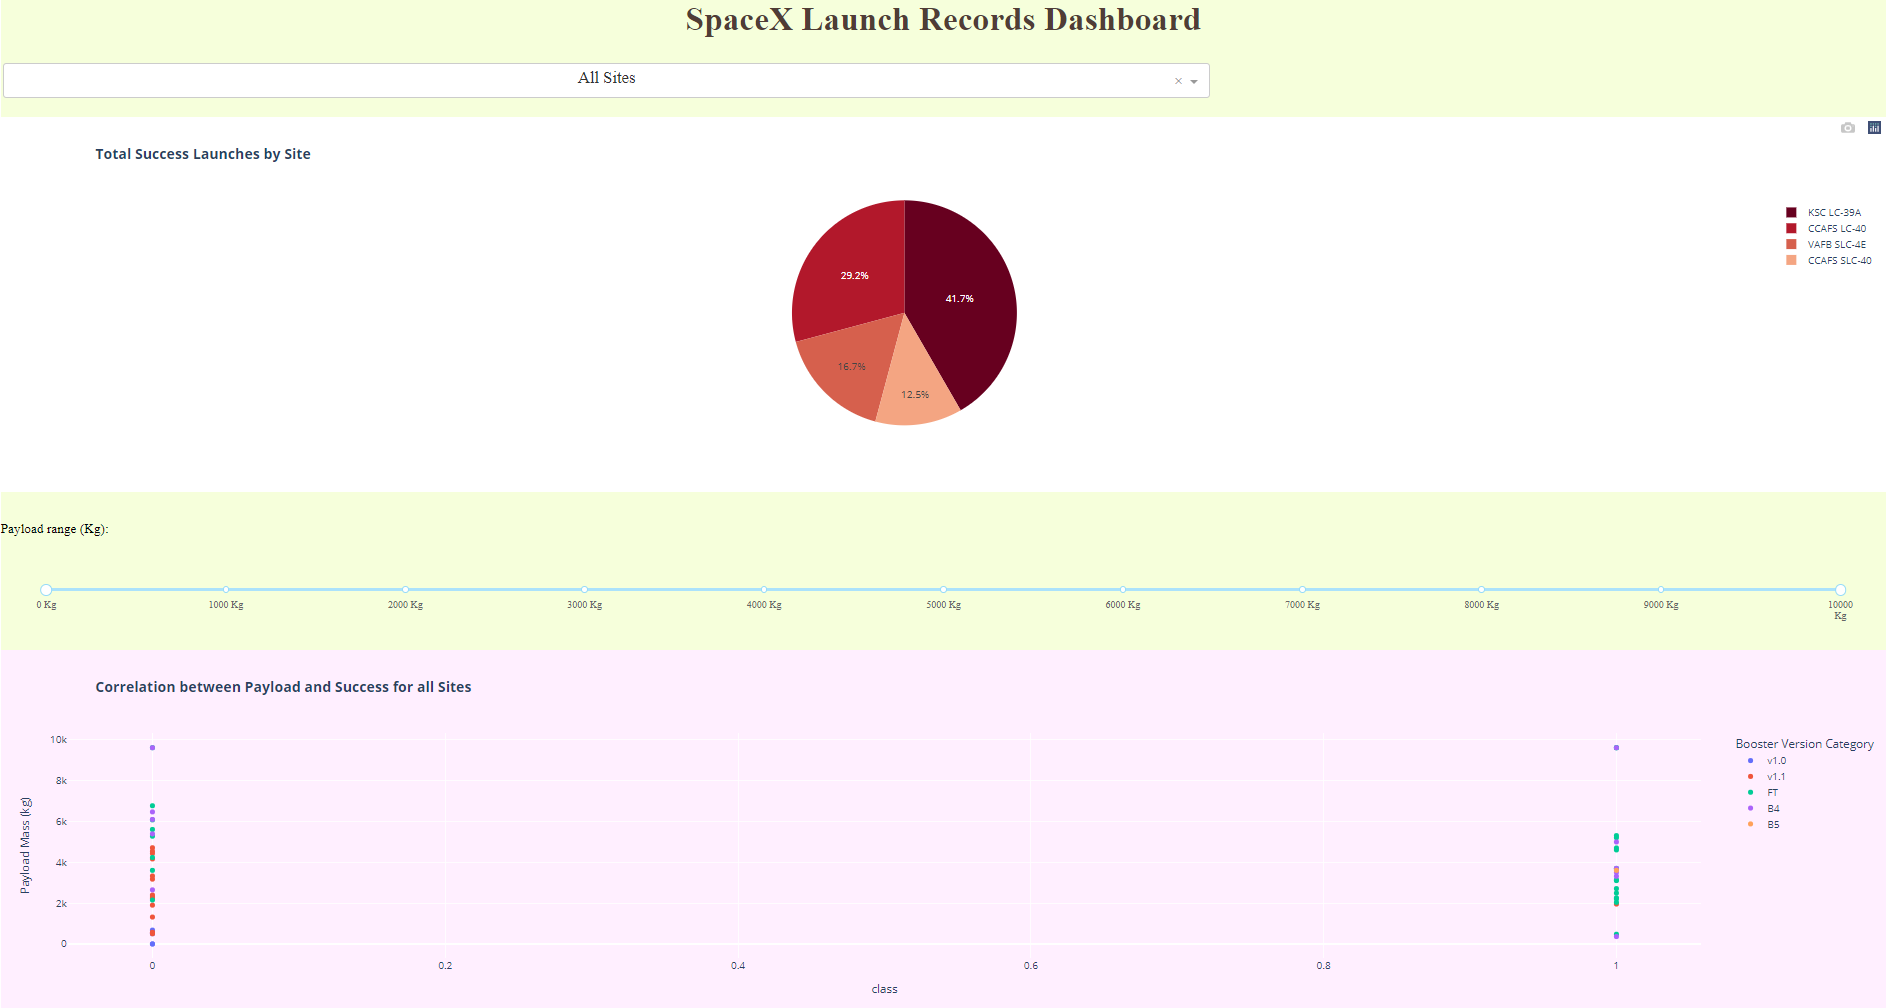 SpaceX Launch Records Dashboard
All Sites
Total Success Launches by Site
KSC LC-39A
CCAFS LC-40
VAFB SLC-4E
CCAFS SLC-40
29.2%
41.7%
16.7%
12.5%
Payload range (Kg):
0 Kg 1000 Kg 2000 Kg 3000 Kg 4000 Kg 5000 Kg 6000 Kg 7000 Kg 8000 Kg 9000 Kg 10000
Kg
Correlation between Payload and Success for all Sites
Booster Version Category
v1.0
v1.1
FT
B4
B5
Payload Mass (kg)
10k
8k
6k
4k
2k
0
0 0.2 0.4 0.6 0.8 1
class